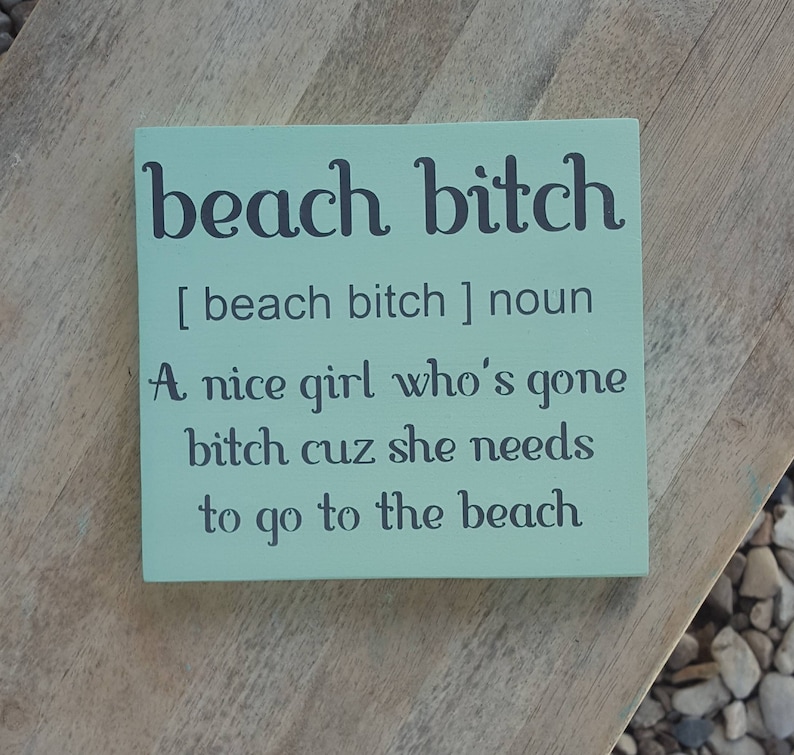 beach bitch
[ beach bitch ] noun
A nice girl who's gone
bitch cuz she needs
to go to the beach